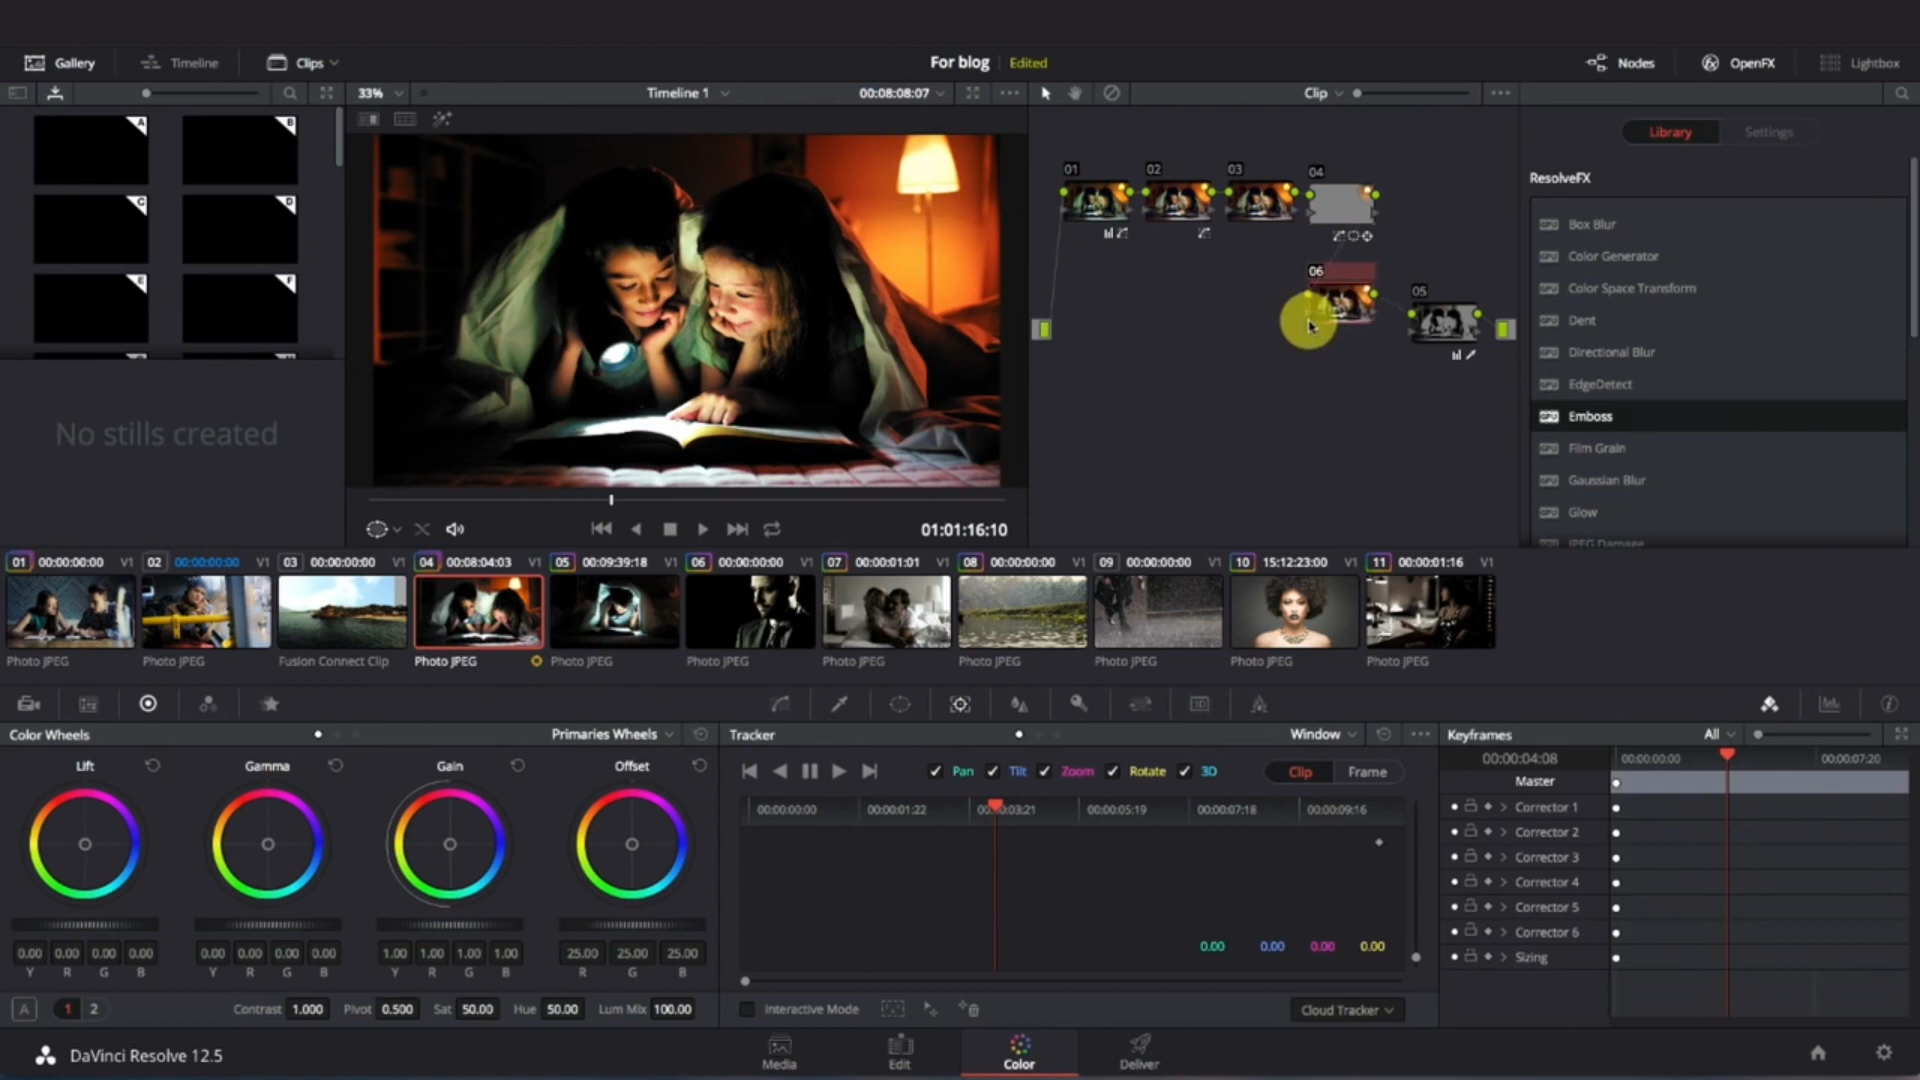 Gallery Timeline Clips For blog Edited Nodes OpenFX Lightbox
33% Timeline 1 00:08:08:07 Clip
A B
C D
E F
No stills created
01 02 03 04
06 05
Library Settings
ResolveFX
Box Blur
Color Generator
Color Space Transform
Dent
Directional Blur
EdgeDetect
Emboss
Film Grain
Gaussian Blur
Glow
JPEG Damage
01:01:16:10
01 00:00:00:00 V1 02 00:00:00:00 V1 03 00:00:00:00 V1 04 00:08:04:03 V1 05 00:09:39:18 V1 06 00:00:00:00 V1 07 00:00:01:01 V1 08 00:00:00:00 V1 09 00:00:00:00 V1 10 15:12:23:00 V1 11 00:00:01:16 V1
Photo JPEG Photo JPEG Fusion Connect Clip Photo JPEG Photo JPEG Photo JPEG Photo JPEG Photo JPEG Photo JPEG Photo JPEG Photo JPEG
3D
Color Wheels Primaries Wheels
Lift Gamma Gain Offset
0.00 0.00 0.00 0.00 0.00 0.00 0.00 0.00 1.00 1.00 1.00 1.00 25.00 25.00 25.00
Y R G B Y R G B Y R G B R G B
A 1 2 Contrast 1.000 Pivot 0.500 Sat 50.00 Hue 50.00 Lum Mix 100.00
Tracker Window
Pan Tilt Zoom Rotate 3D Clip Frame
00:00:00:00 00:00:01:22 00:00:03:21 00:00:05:19 00:00:07:18 00:00:09:16
0.00 0.00 0.00 0.00
Interactive Mode Cloud Tracker
Keyframes All
00:00:04:08 00:00:00:00 00:00:07:20
Master
Corrector 1
Corrector 2
Corrector 3
Corrector 4
Corrector 5
Corrector 6
Sizing
DaVinci Resolve 12.5 Media Edit Color Deliver